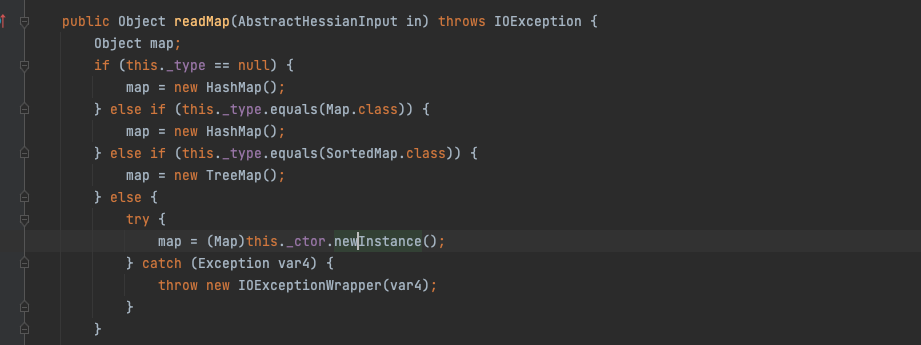 public Object readMap(AbstractHessianInput in) throws IOException {
Object map;
if (this._type == null) {
map = new HashMap();
} else if (this._type.equals(Map.class)) {
map = new HashMap();
} else if (this._type.equals(SortedMap.class)) {
map = new TreeMap();
} else {
try {
map = (Map)this._ctor.newInstance();
} catch (Exception var4) {
throw new IOExceptionWrapper(var4);
}
}